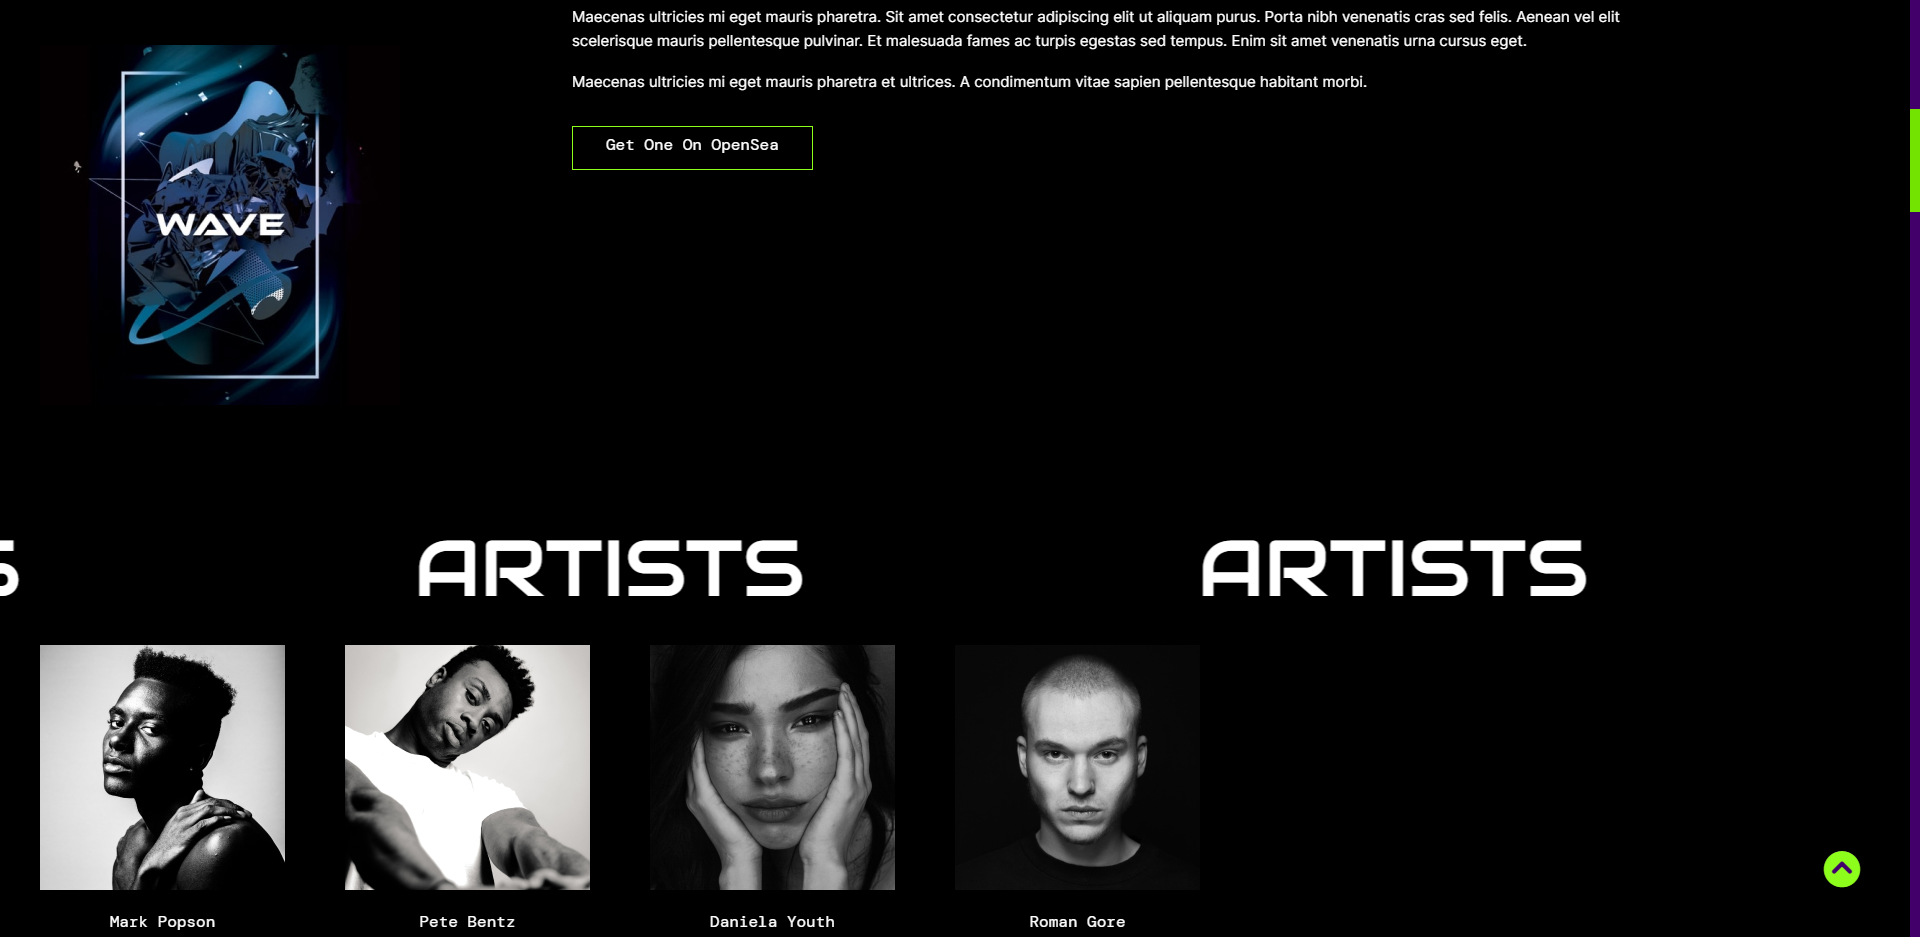 Maecenas ultricies mi eget mauris pharetra. Sit amet consectetur adipiscing elit ut aliquam purus. Porta nibh venenatis cras sed felis. Aenean vel elit
scelerisque mauris pellentesque pulvinar. Et malesuada fames ac turpis egestas sed tempus. Enim sit amet venenatis urna cursus eget.
Maecenas ultricies mi eget mauris pharetra et ultrices. A condimentum vitae sapien pellentesque habitant morbi.
Get One On OpenSea
WAVE
S ARTISTS ARTISTS
Mark Popson
Pete Bentz
Daniela Youth
Roman Gore